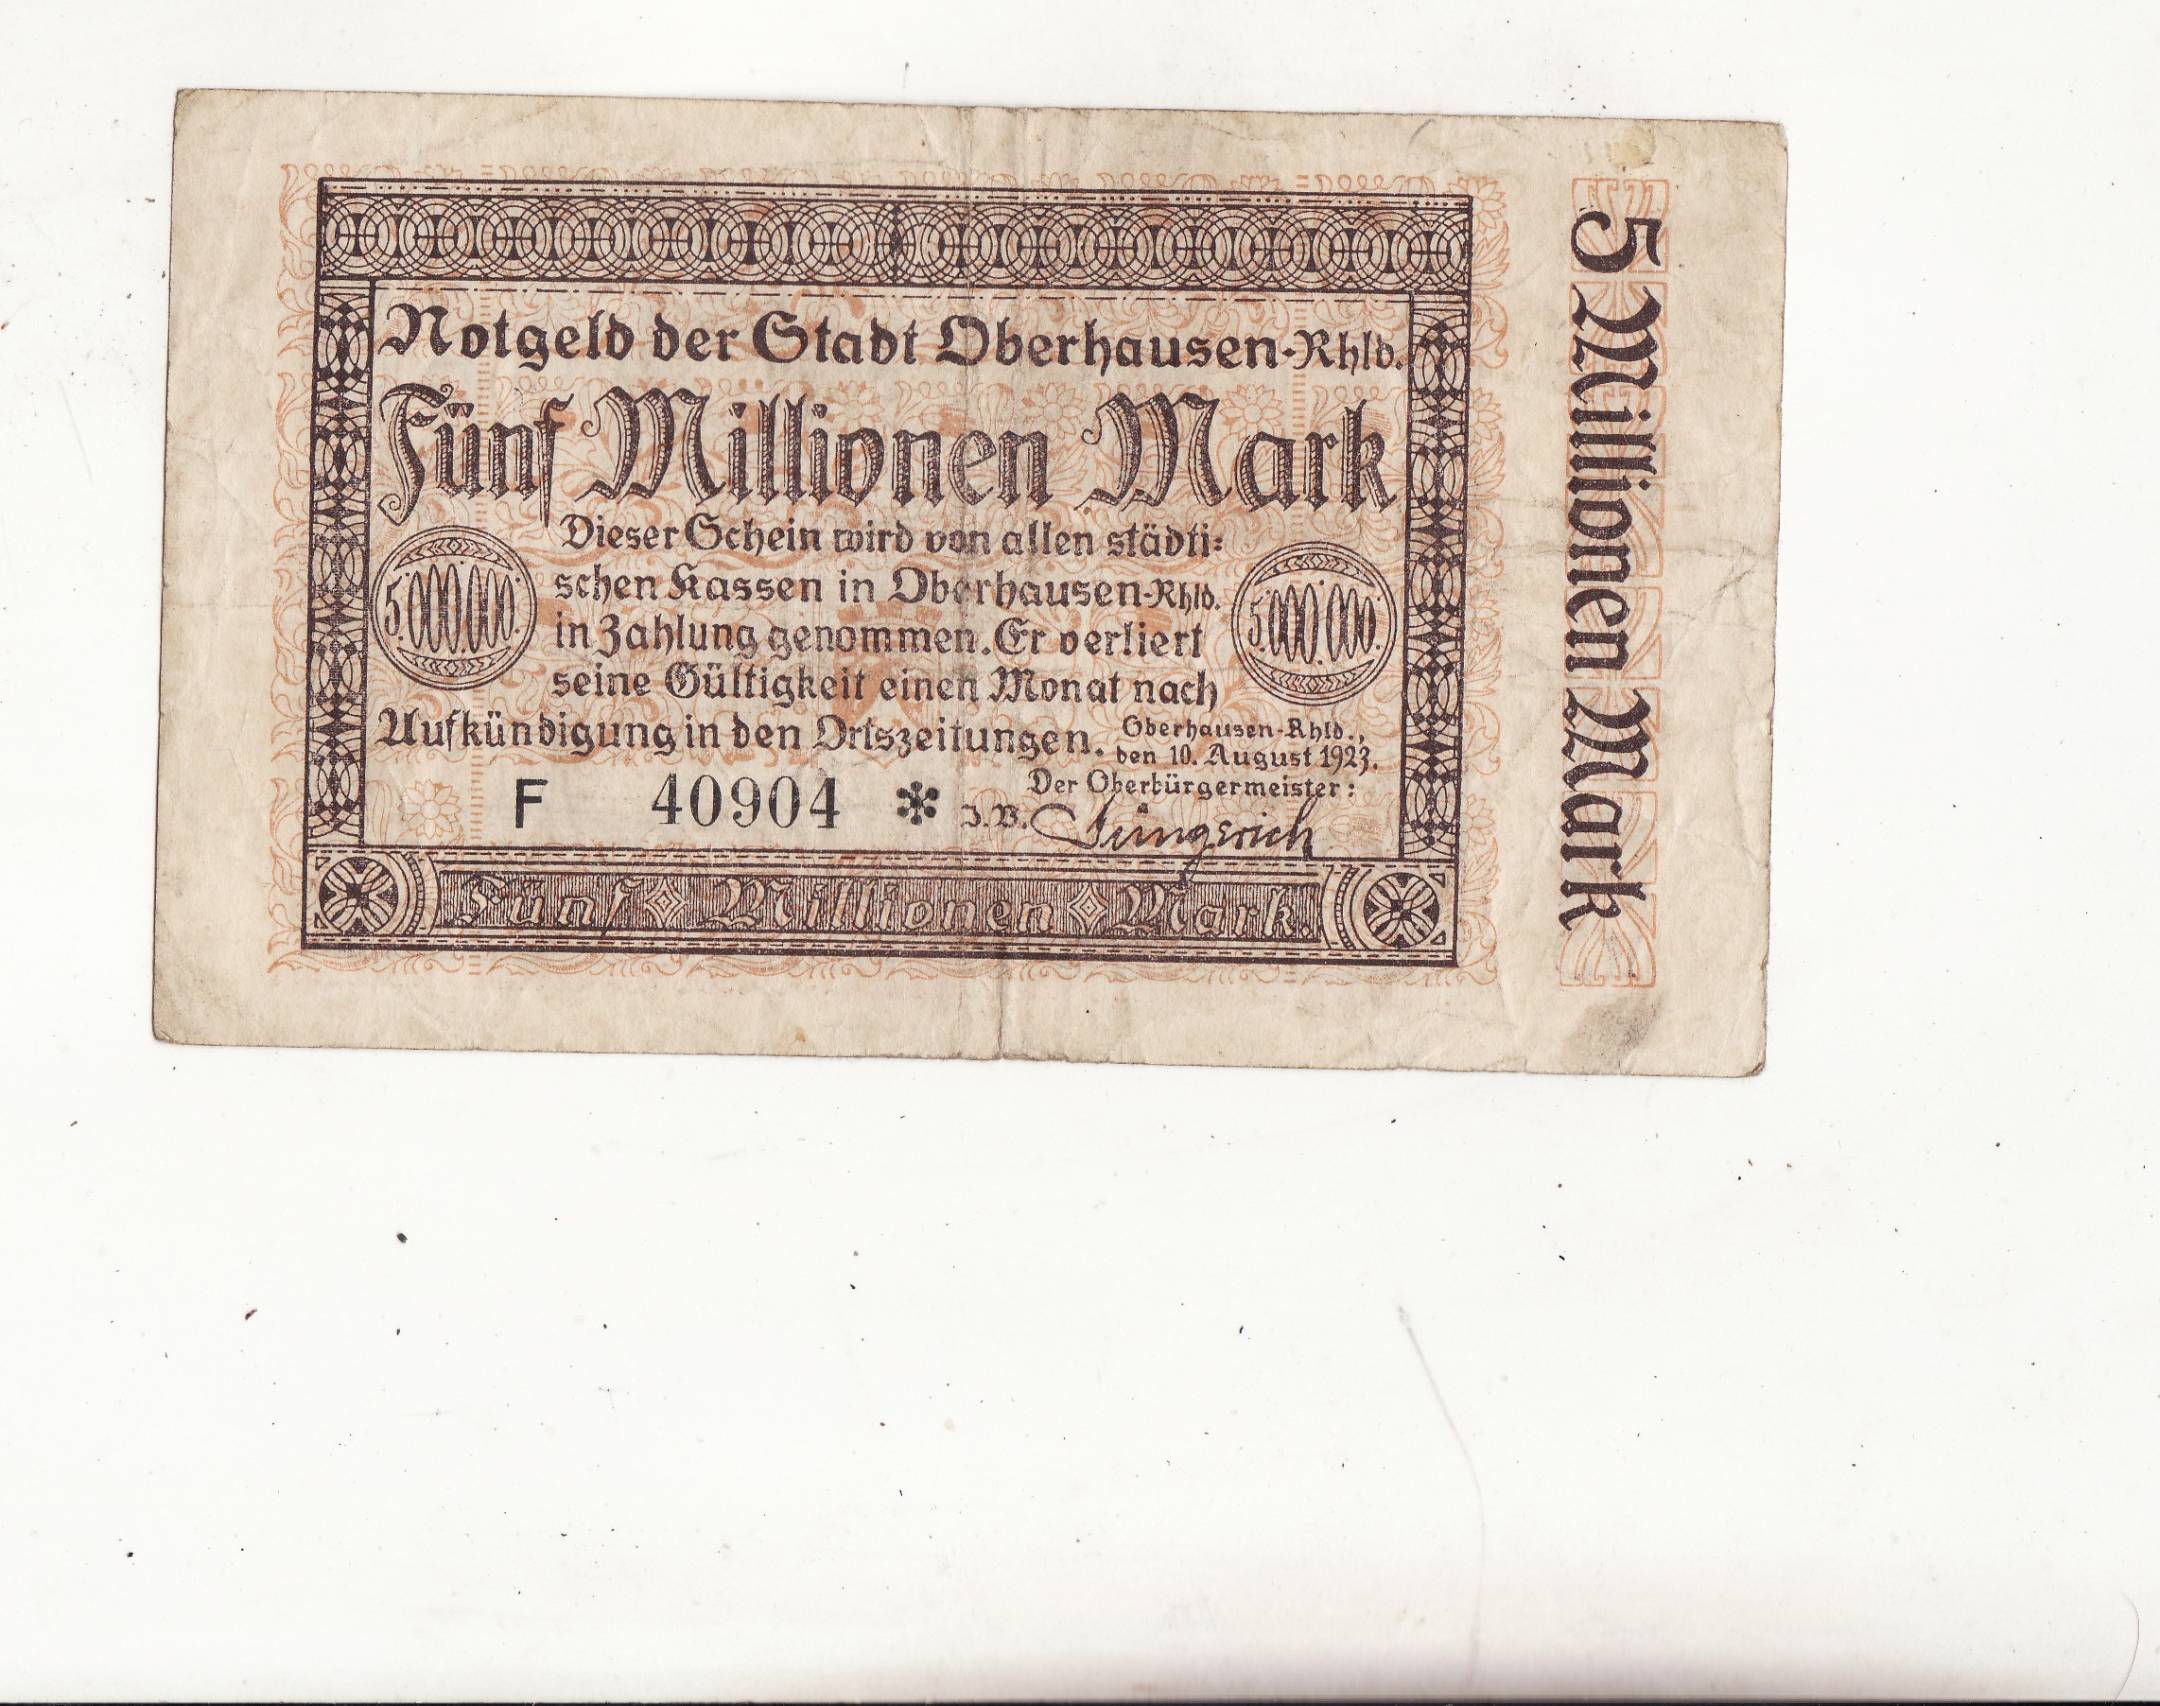 Notgeld der Stadt Oberhausen-Rhld.
Fünf Millionen Mark
Dieser Schein wird von allen städti=
schen Kassen in Oberhausen-Rhld.
in Zahlung genommen. Er verliert
seine Gültigkeit einen Monat nach
Aufkündigung in den Ortszeitungen.
5.000.000.
5.000.000.
Oberhausen-Rhld.,
den 10. August 1923.
Der Oberbürgermeister:
F 40904 *
I.V. Jüngerich
Fünf Millionen Mark.
5 Millionen Mark